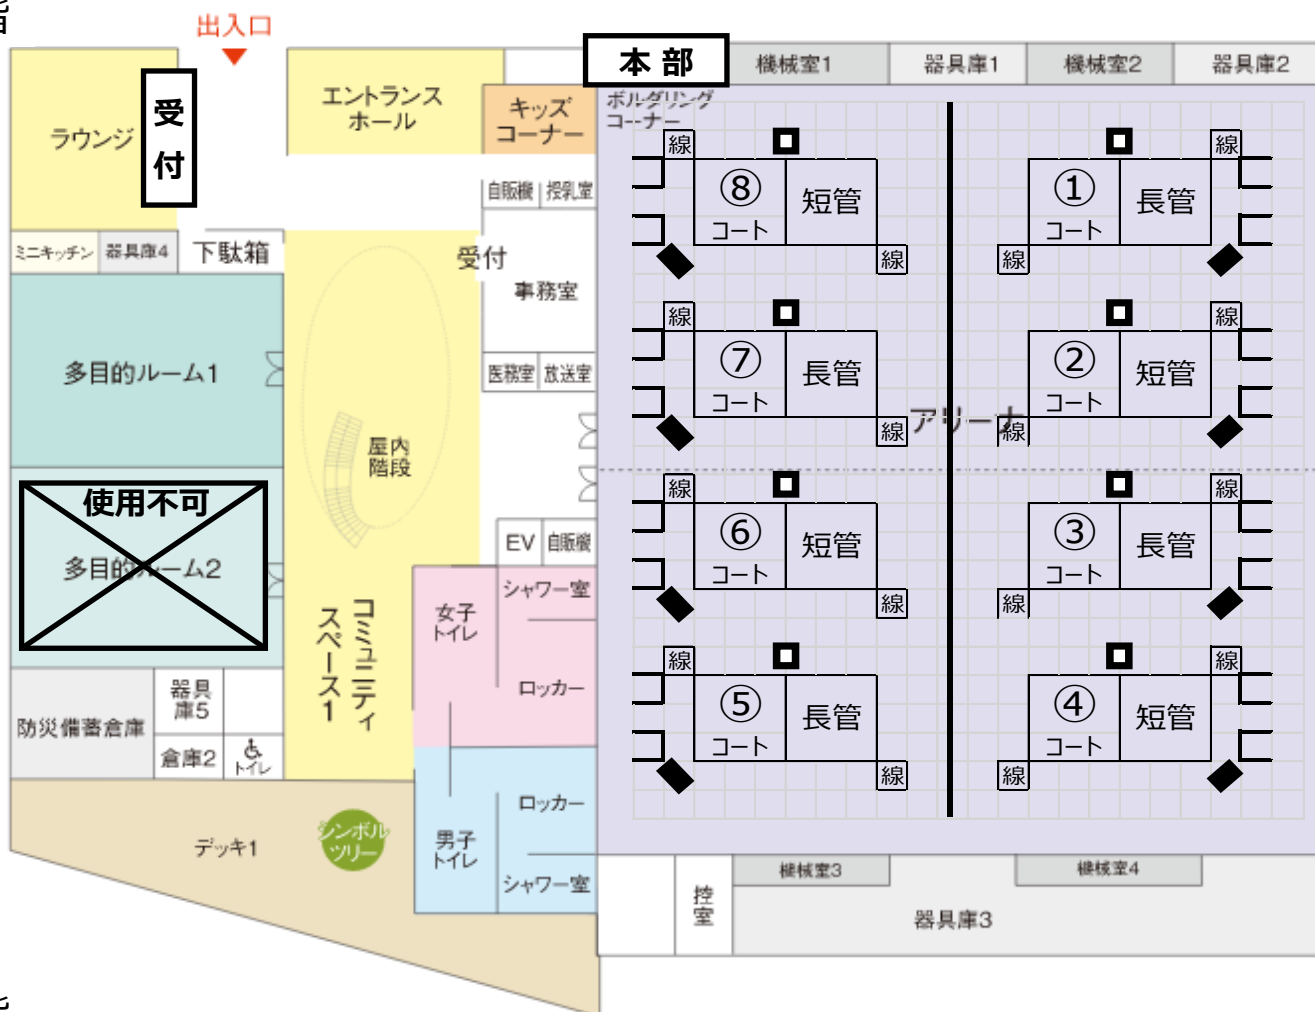 出入口
本部
機械室1
器具庫1
機械室2
器具庫2
ラウンジ
受付
エントランス
ホール
キッズ
コーナー
ボルダリング
コーナー
自販機
授乳室
ミニキッチン
器具庫4
下駄箱
受付
事務室
多目的ルーム1
医務室
放送室
屋内
階段
使用不可
多目的ルーム2
EV
自販機
コミュニティ
スペース1
女子
トイレ
シャワー室
ロッカー
防災備蓄倉庫
器具
庫5
倉庫2
トイレ
デッキ1
シンボル
ツリー
男子
トイレ
ロッカー
シャワー室
アリーナ
線
⑧
コート
短管
線
線
①
コート
長管
線
線
⑦
コート
長管
線
線
②
コート
短管
線
線
⑥
コート
短管
線
線
③
コート
長管
線
線
⑤
コート
長管
線
線
④
コート
短管
線
控室
機械室3
機械室4
器具庫3